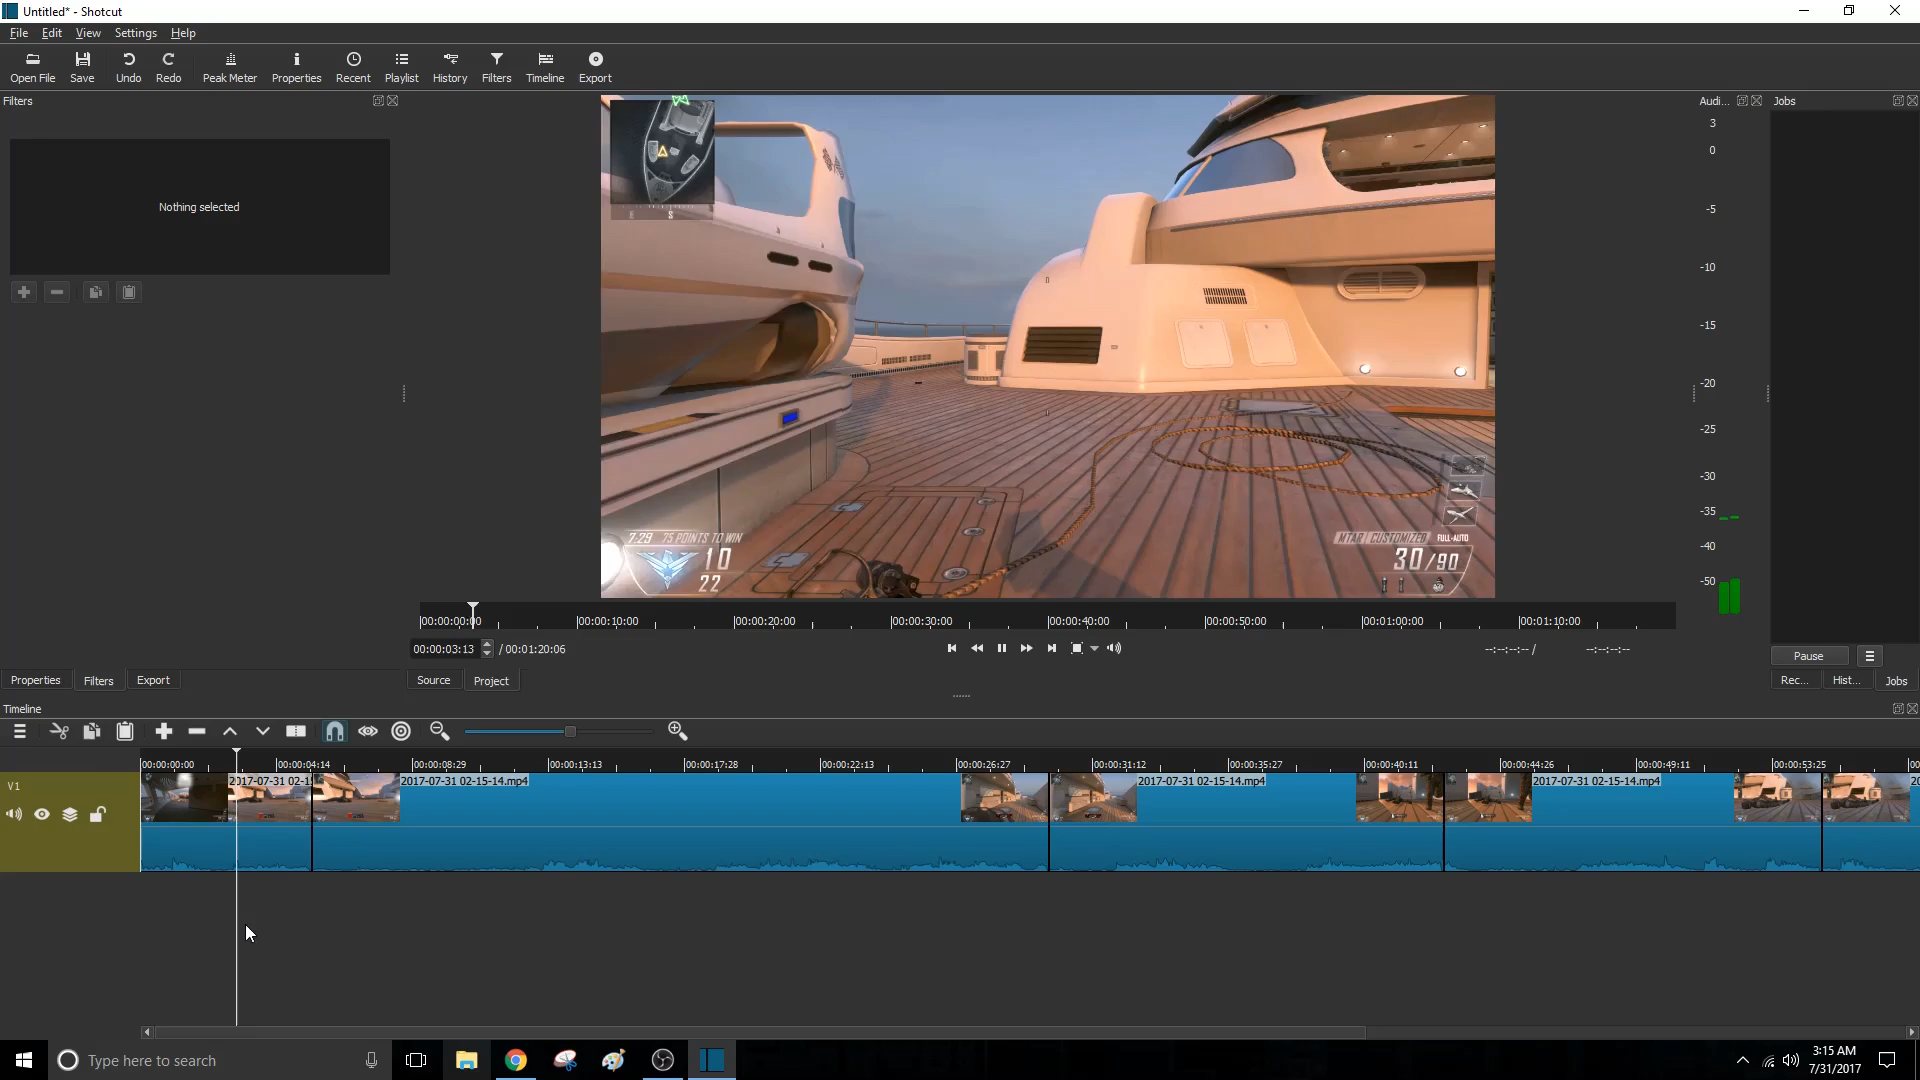 Untitled* - Shotcut
File Edit View Settings Help
Open File Save Undo Redo Peak Meter Properties Recent Playlist History Filters Timeline Export
Filters
Audi...
Jobs
Nothing selected
3
0
-5
-10
-15
-20
-25
-30
-35
-40
-50
S
7:29 75 POINTS TO WIN
10
22
MTAR CUSTOMIZED FULL-AUTO
30/90
00:00:00:00 00:00:10:00 00:00:20:00 00:00:30:00 00:00:40:00 00:00:50:00 00:01:00:00 00:01:10:00
00:00:03:13 / 00:01:20:06
--:--:--:-- / --:--:--:--
Pause
Properties Filters Export
Source Project
Rec... Hist... Jobs
Timeline
00:00:00:00 00:00:04:14 00:00:08:29 00:00:13:13 00:00:17:28 00:00:22:13 00:00:26:27 00:00:31:12 00:00:35:27 00:00:40:11 00:00:44:26 00:00:49:11 00:00:53:25 00
V1
2017-07-31 02-15 2017-07-31 02-15-14.mp4 2017-07-31 02-15-14.mp4 2017-07-31 02-15-14.mp4 20
Type here to search
3:15 AM
7/31/2017